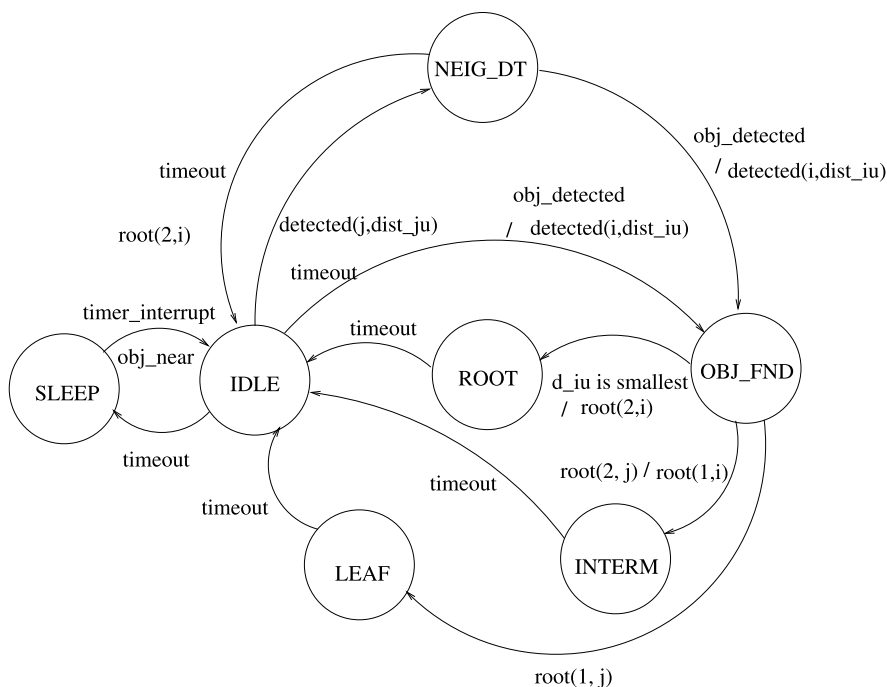 NEIG_DT
obj_detected
/ detected(i,dist_iu)
timeout
obj_detected
root(2,i)
detected(j,dist_ju)
/ detected(i,dist_iu)
timeout
timer_interrupt
timeout
obj_near
SLEEP
IDLE
ROOT
OBJ_FND
d_iu is smallest
/ root(2,i)
timeout
root(2, j) / root(1,i)
timeout
timeout
LEAF
INTERM
root(1, j)